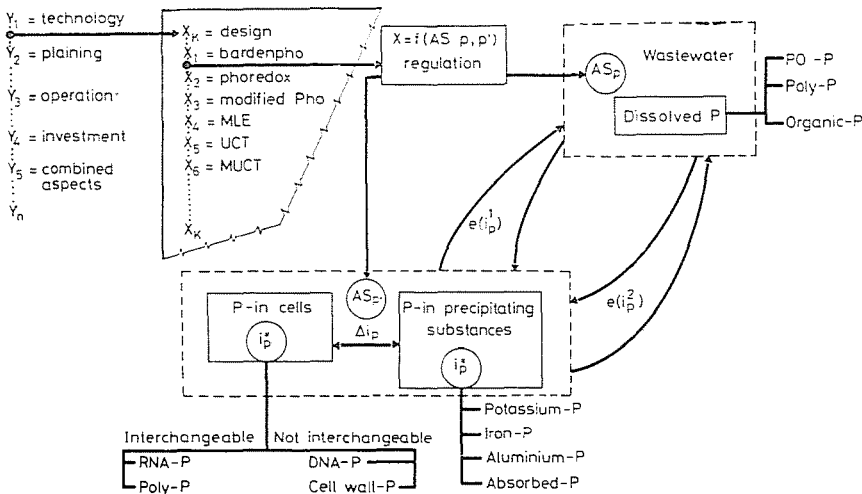 Y1 = technology
Y2 = plaining
Y3 = operation
Y4 = investment
Y5 = combined
aspects
Yn
XK = design
X1 = bardenpho
X2 = phoredox
X3 = modified Pho
X4 = MLE
X5 = UCT
X6 = MUCT
XK
X=i(AS p,p')
regulation
ASp
Wastewater
Dissolved P
PO -P
Poly-P
Organic-P
e(i¹p)
e(i²p)
ASp'
P-in cells
i*p
Δip
P-in precipitating
substances
i*p
Potassium-P
Iron-P
Aluminium-P
Absorbed-P
Interchangeable
Not interchangeable
RNA-P
Poly-P
DNA-P
Cell wall-P